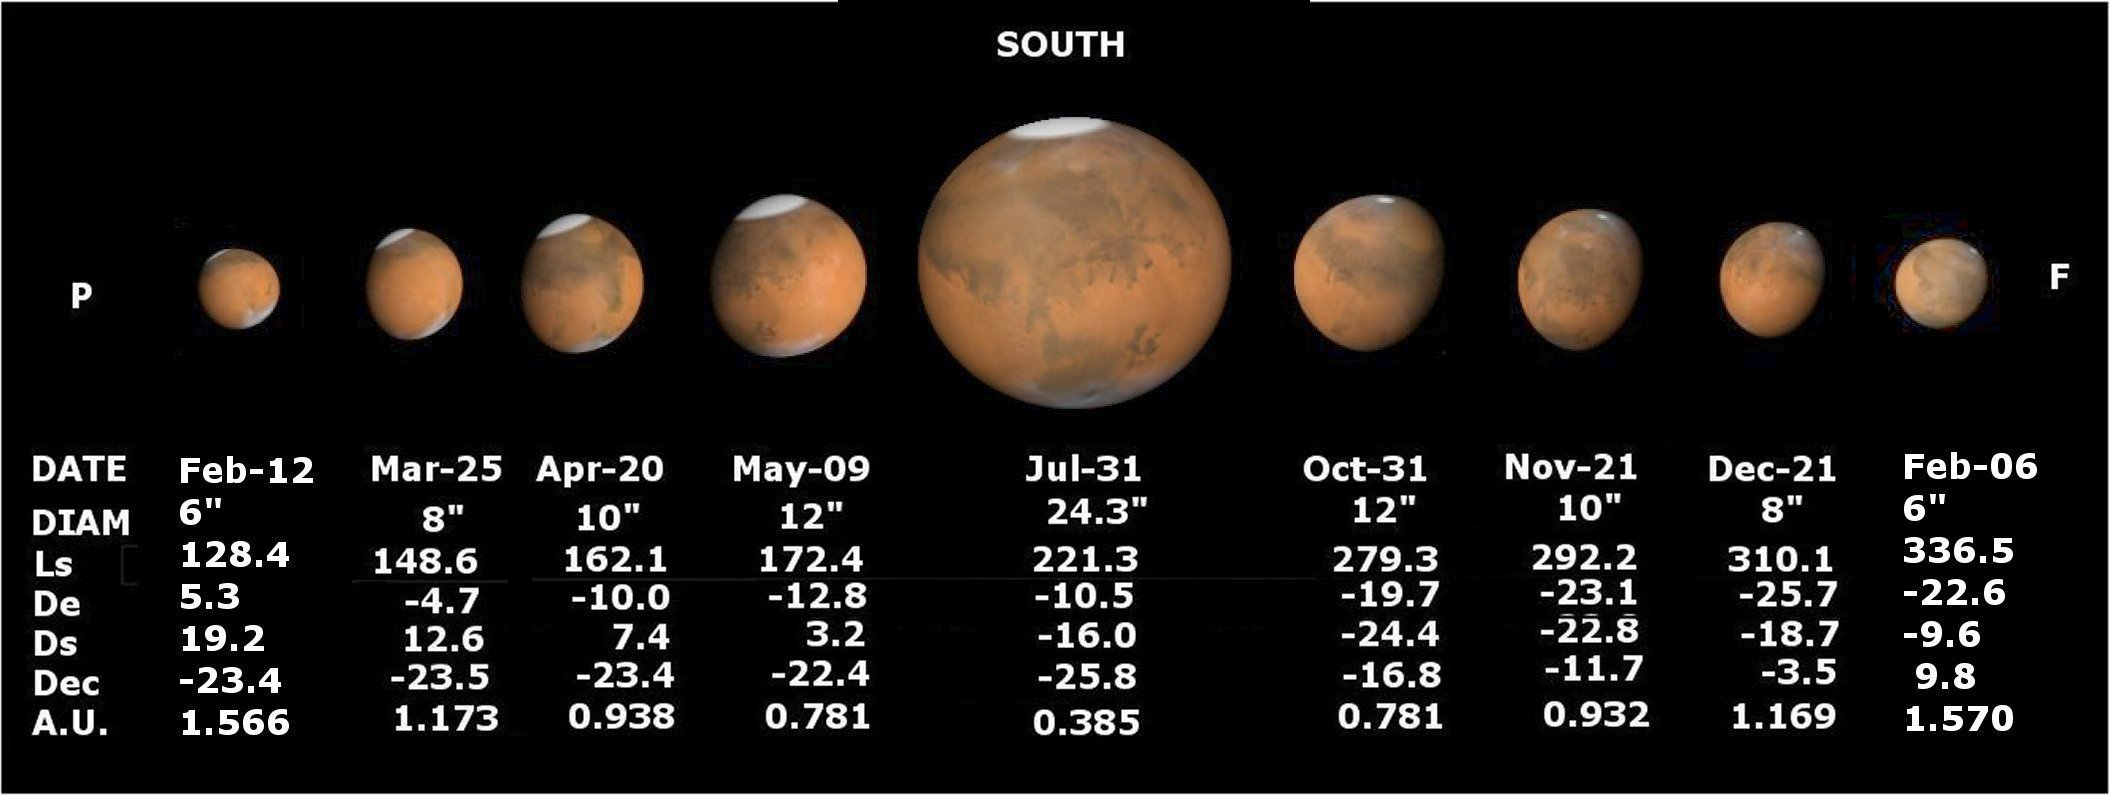 SOUTH
P F
DATE Feb-12 Mar-25 Apr-20 May-09 Jul-31 Oct-31 Nov-21 Dec-21 Feb-06
DIAM 6" 8" 10" 12" 24.3" 12" 10" 8" 6"
Ls 128.4 148.6 162.1 172.4 221.3 279.3 292.2 310.1 336.5
De 5.3 -4.7 -10.0 -12.8 -10.5 -19.7 -23.1 -25.7 -22.6
Ds 19.2 12.6 7.4 3.2 -16.0 -24.4 -22.8 -18.7 -9.6
Dec -23.4 -23.5 -23.4 -22.4 -25.8 -16.8 -11.7 -3.5 9.8
A.U. 1.566 1.173 0.938 0.781 0.385 0.781 0.932 1.169 1.570